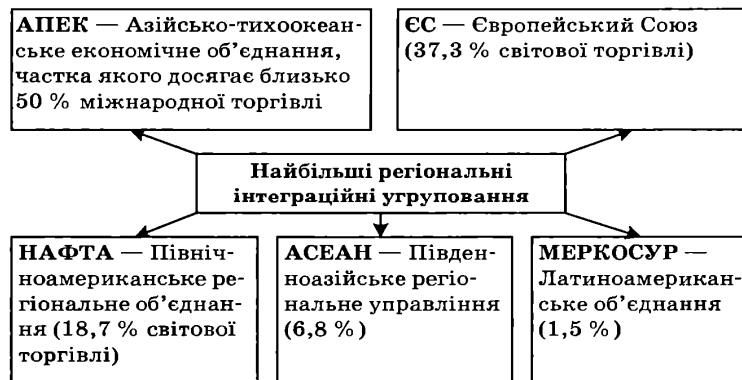 АПЕК — Азійсько-тихоокеан-
ське економічне об’єднання,
частка якого досягає близько
50 % міжнародної торгівлі
ЄС — Європейський Союз
(37,3 % світової торгівлі)
Найбільші регіональні
інтеграційні угруповання
НАФТА — Північ-
ноамериканське ре-
гіональне об’єднан-
ня (18,7 % світової
торгівлі)
АСЕАН — Півден-
ноазійське регіо-
нальне управління
(6,8 %)
МЕРКОСУР —
Латиноамерикан-
ське об’єднання
(1,5 %)